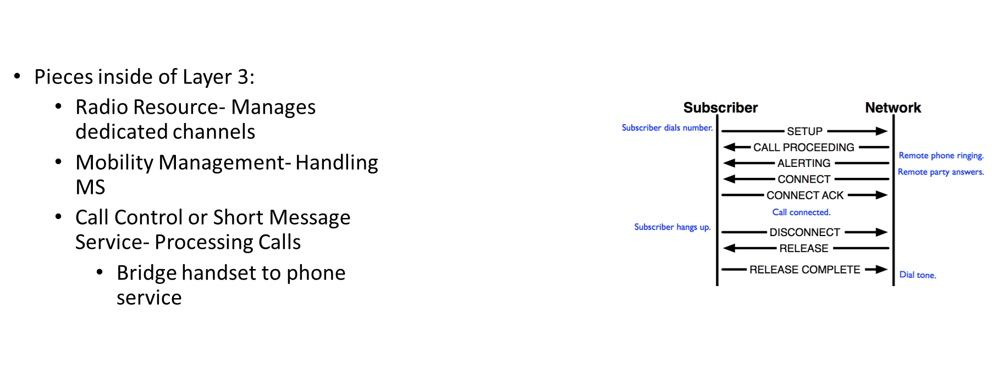 • Pieces inside of Layer 3:
• Radio Resource- Manages
dedicated channels
• Mobility Management- Handling
MS
• Call Control or Short Message
Service- Processing Calls
• Bridge handset to phone
service
Subscriber Network
Subscriber dials number.
SETUP
CALL PROCEEDING
Remote phone ringing.
ALERTING
Remote party answers.
CONNECT
CONNECT ACK
Call connected.
Subscriber hangs up.
DISCONNECT
RELEASE
RELEASE COMPLETE
Dial tone.